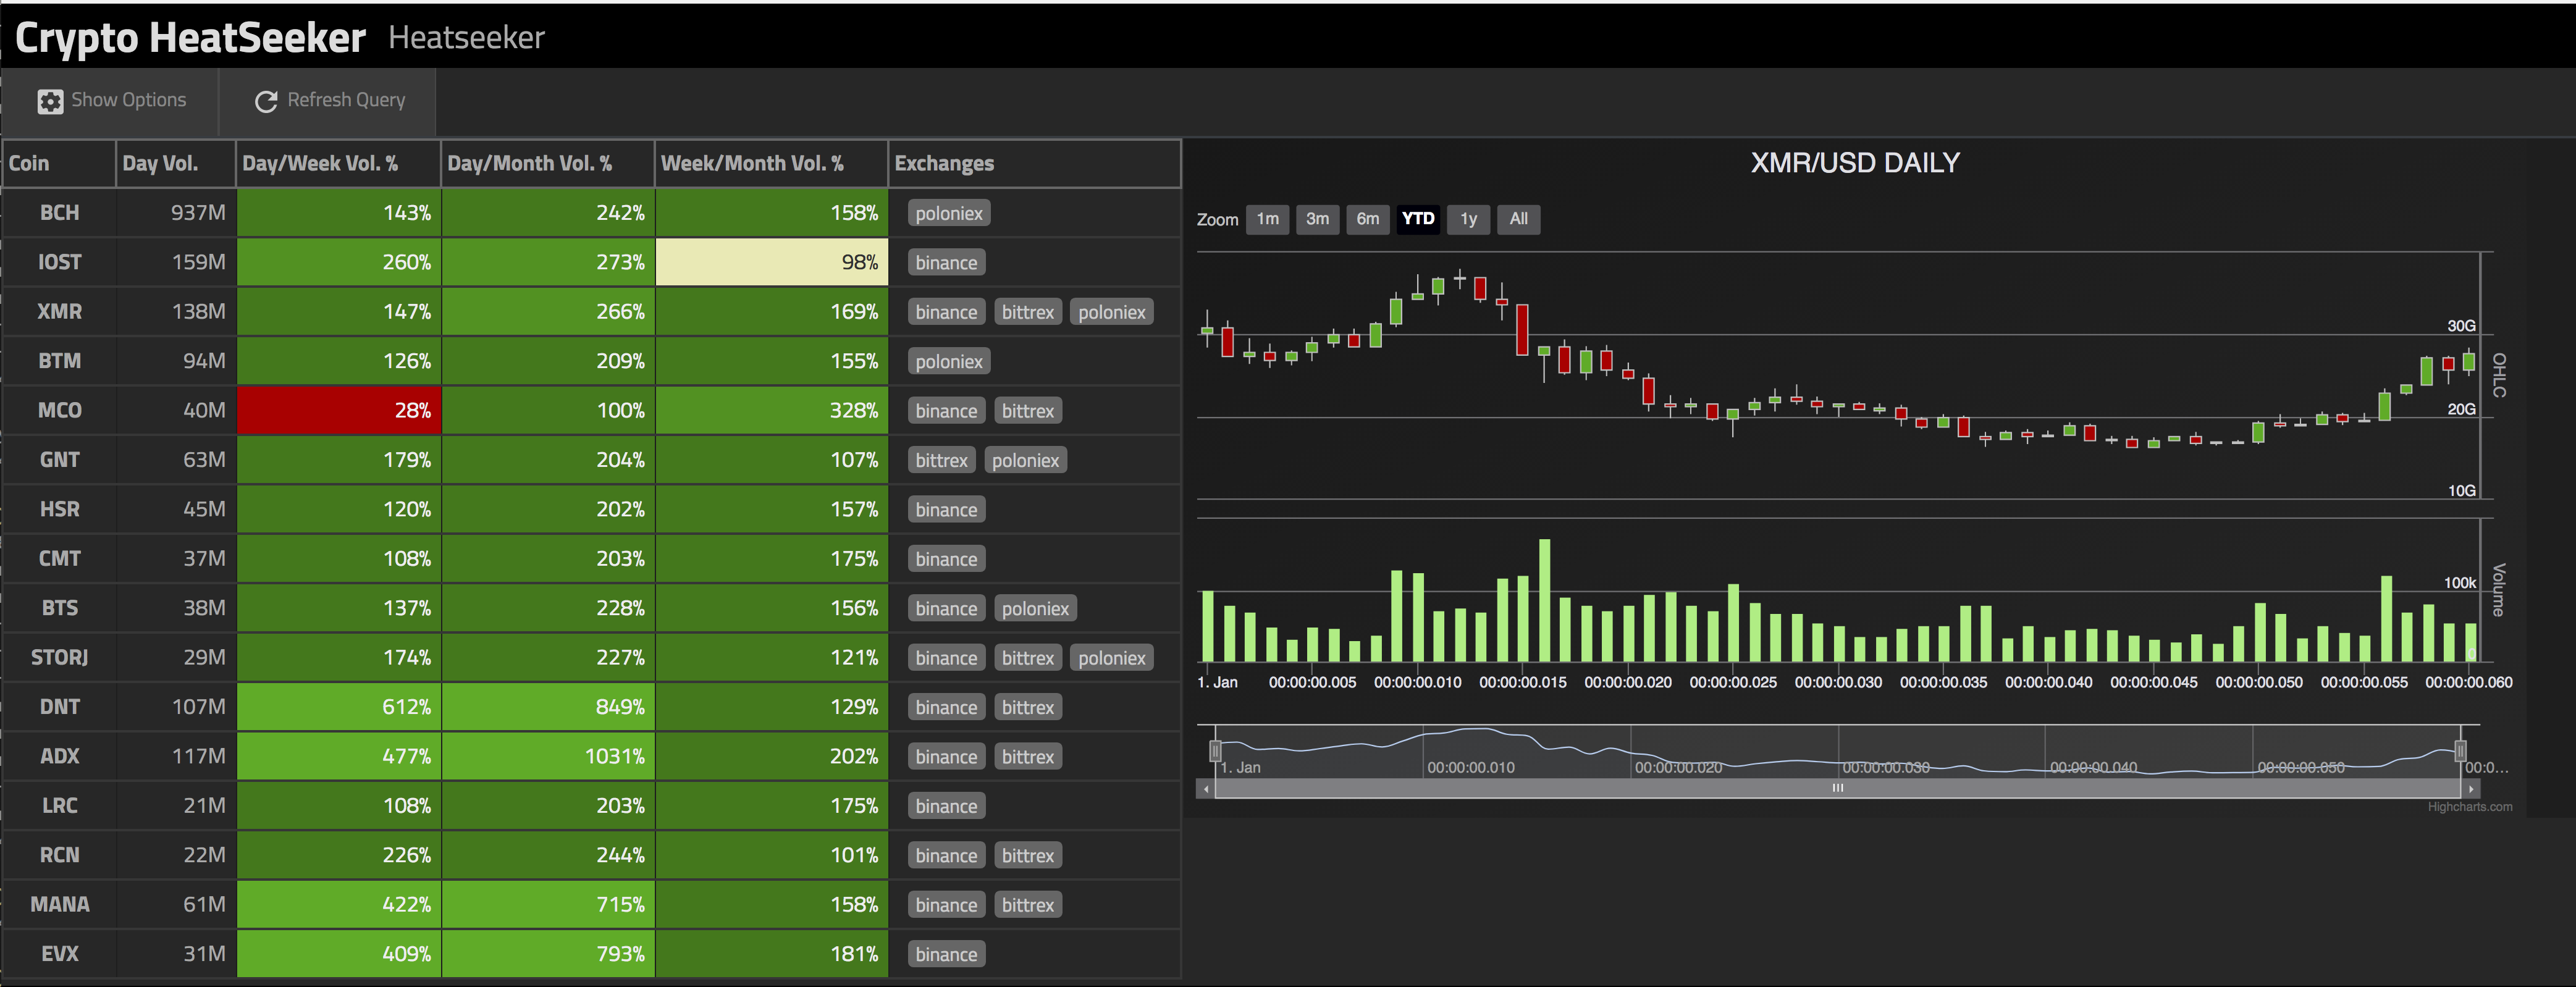 Crypto HeatSeeker Heatseeker
Show Options Refresh Query
Coin Day Vol. Day/Week Vol. % Day/Month Vol. % Week/Month Vol. % Exchanges
BCH 937M 143% 242% 158% poloniex
IOST 159M 260% 273% 98% binance
XMR 138M 147% 266% 169% binance bittrex poloniex
BTM 94M 126% 209% 155% poloniex
MCO 40M 28% 100% 328% binance bittrex
GNT 63M 179% 204% 107% bittrex poloniex
HSR 45M 120% 202% 157% binance
CMT 37M 108% 203% 175% binance
BTS 38M 137% 228% 156% binance poloniex
STORJ 29M 174% 227% 121% binance bittrex poloniex
DNT 107M 612% 849% 129% binance bittrex
ADX 117M 477% 1031% 202% binance bittrex
LRC 21M 108% 203% 175% binance
RCN 22M 226% 244% 101% binance bittrex
MANA 61M 422% 715% 158% binance bittrex
EVX 31M 409% 793% 181% binance
XMR/USD DAILY
Zoom 1m 3m 6m YTD 1y All
30G
OHLC
20G
10G
100k
Volume
0
1. Jan 00:00:00.005 00:00:00.010 00:00:00.015 00:00:00.020 00:00:00.025 00:00:00.030 00:00:00.035 00:00:00.040 00:00:00.045 00:00:00.050 00:00:00.055 00:00:00.060
1. Jan 00:00:00.010 00:00:00.020 00:00:00.030 00:00:00.040 00:00:00.050 00:0...
Highcharts.com